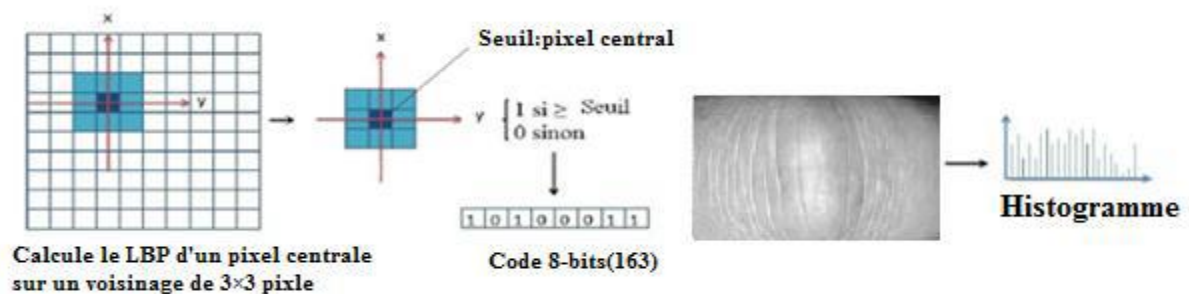 x
y
Calcule le LBP d'un pixel centrale
sur un voisinage de 3×3 pixle
x
y
Seuil:pixel central
1 si ≥ Seuil
0 sinon
1 0 1 0 0 0 1 1
Code 8-bits(163)
Histogramme